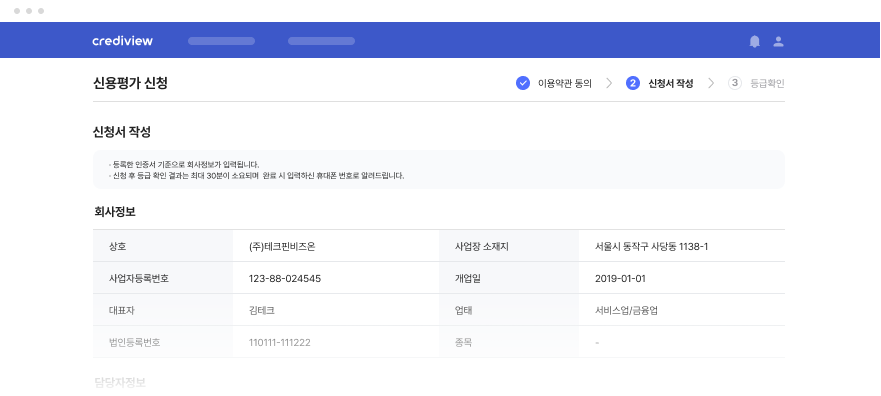 crediview
신용평가 신청
이용약관 동의
2 신청서 작성
3 등급확인
신청서 작성
· 등록한 인증서 기준으로 회사정보가 입력됩니다.
· 신청 후 등급 확인 결과는 최대 30분이 소요되며 완료 시 입력하신 휴대폰 번호로 알려드립니다.
회사정보
상호 (주)테크핀비즈온 사업장 소재지 서울시 동작구 사당동 1138-1
사업자등록번호 123-88-024545 개업일 2019-01-01
대표자 김테크 업태 서비스업/금융업
법인등록번호 110111-111222 종목 -
담당자정보